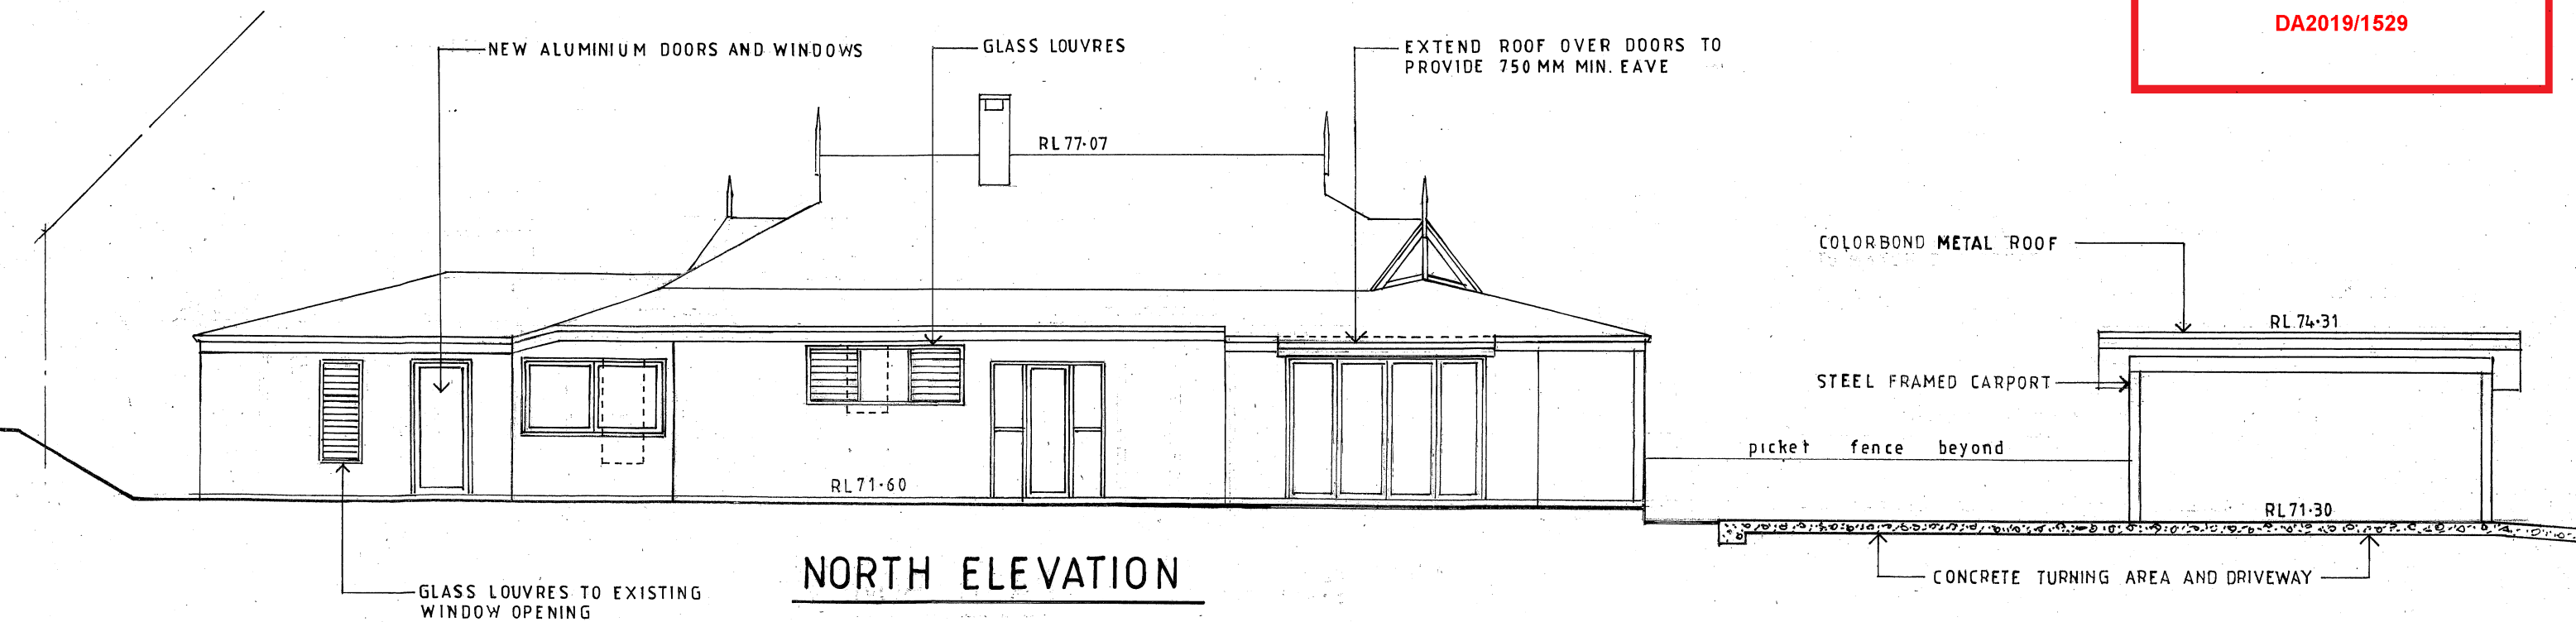 DA2019/1529
NEW ALUMINIUM DOORS AND WINDOWS
GLASS LOUVRES
EXTEND ROOF OVER DOORS TO
PROVIDE 750 MM MIN. EAVE
RL 77·07
COLORBOND METAL ROOF
RL 74·31
STEEL FRAMED CARPORT
picket fence beyond
RL 71·60
RL 71·30
NORTH ELEVATION
CONCRETE TURNING AREA AND DRIVEWAY
GLASS LOUVRES TO EXISTING
WINDOW OPENING